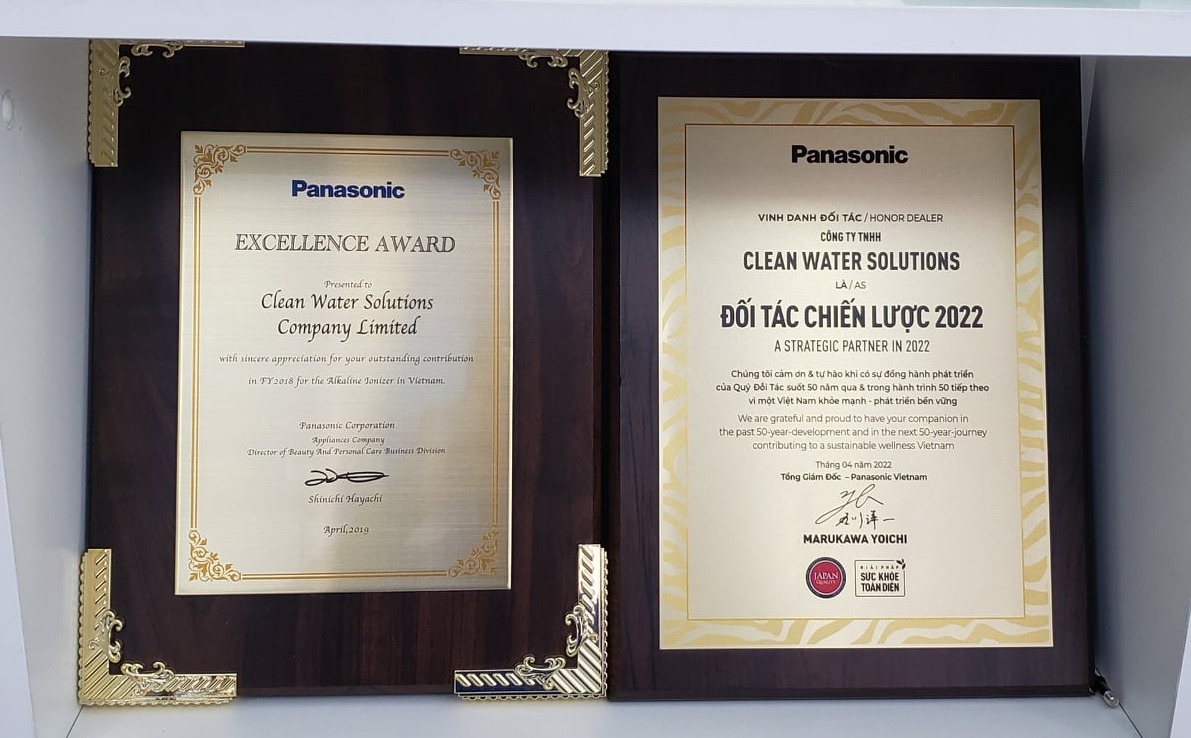 Panasonic
EXCELLENCE AWARD
Presented to
Clean Water Solutions
Company Limited
with sincere appreciation for your outstanding contribution
in FY2018 for the Alkaline Ionizer in Vietnam.
Panasonic Corporation
Appliances Company
Director of Beauty And Personal Care Business Division
Shinichi Hayachi
April,2019
Panasonic
VINH DANH ĐỐI TÁC / HONOR DEALER
CÔNG TY TNHH
CLEAN WATER SOLUTIONS
LÀ / AS
ĐỐI TÁC CHIẾN LƯỢC 2022
A STRATEGIC PARTNER IN 2022
Chúng tôi cảm ơn & tự hào khi có sự đồng hành phát triển
của Quý Đối Tác suốt 50 năm qua & trong hành trình 50 tiếp theo
vì một Việt Nam khỏe mạnh - phát triển bền vững
We are grateful and proud to have your companion in
the past 50-year-development and in the next 50-year-journey
contributing to a sustainable wellness Vietnam
Tháng 04 năm 2022
Tổng Giám Đốc – Panasonic Vietnam
丸川洋一
MARUKAWA YOICHI
JAPAN
QUALITY
GIẢI PHÁP
SỨC KHỎE
TOÀN DIỆN